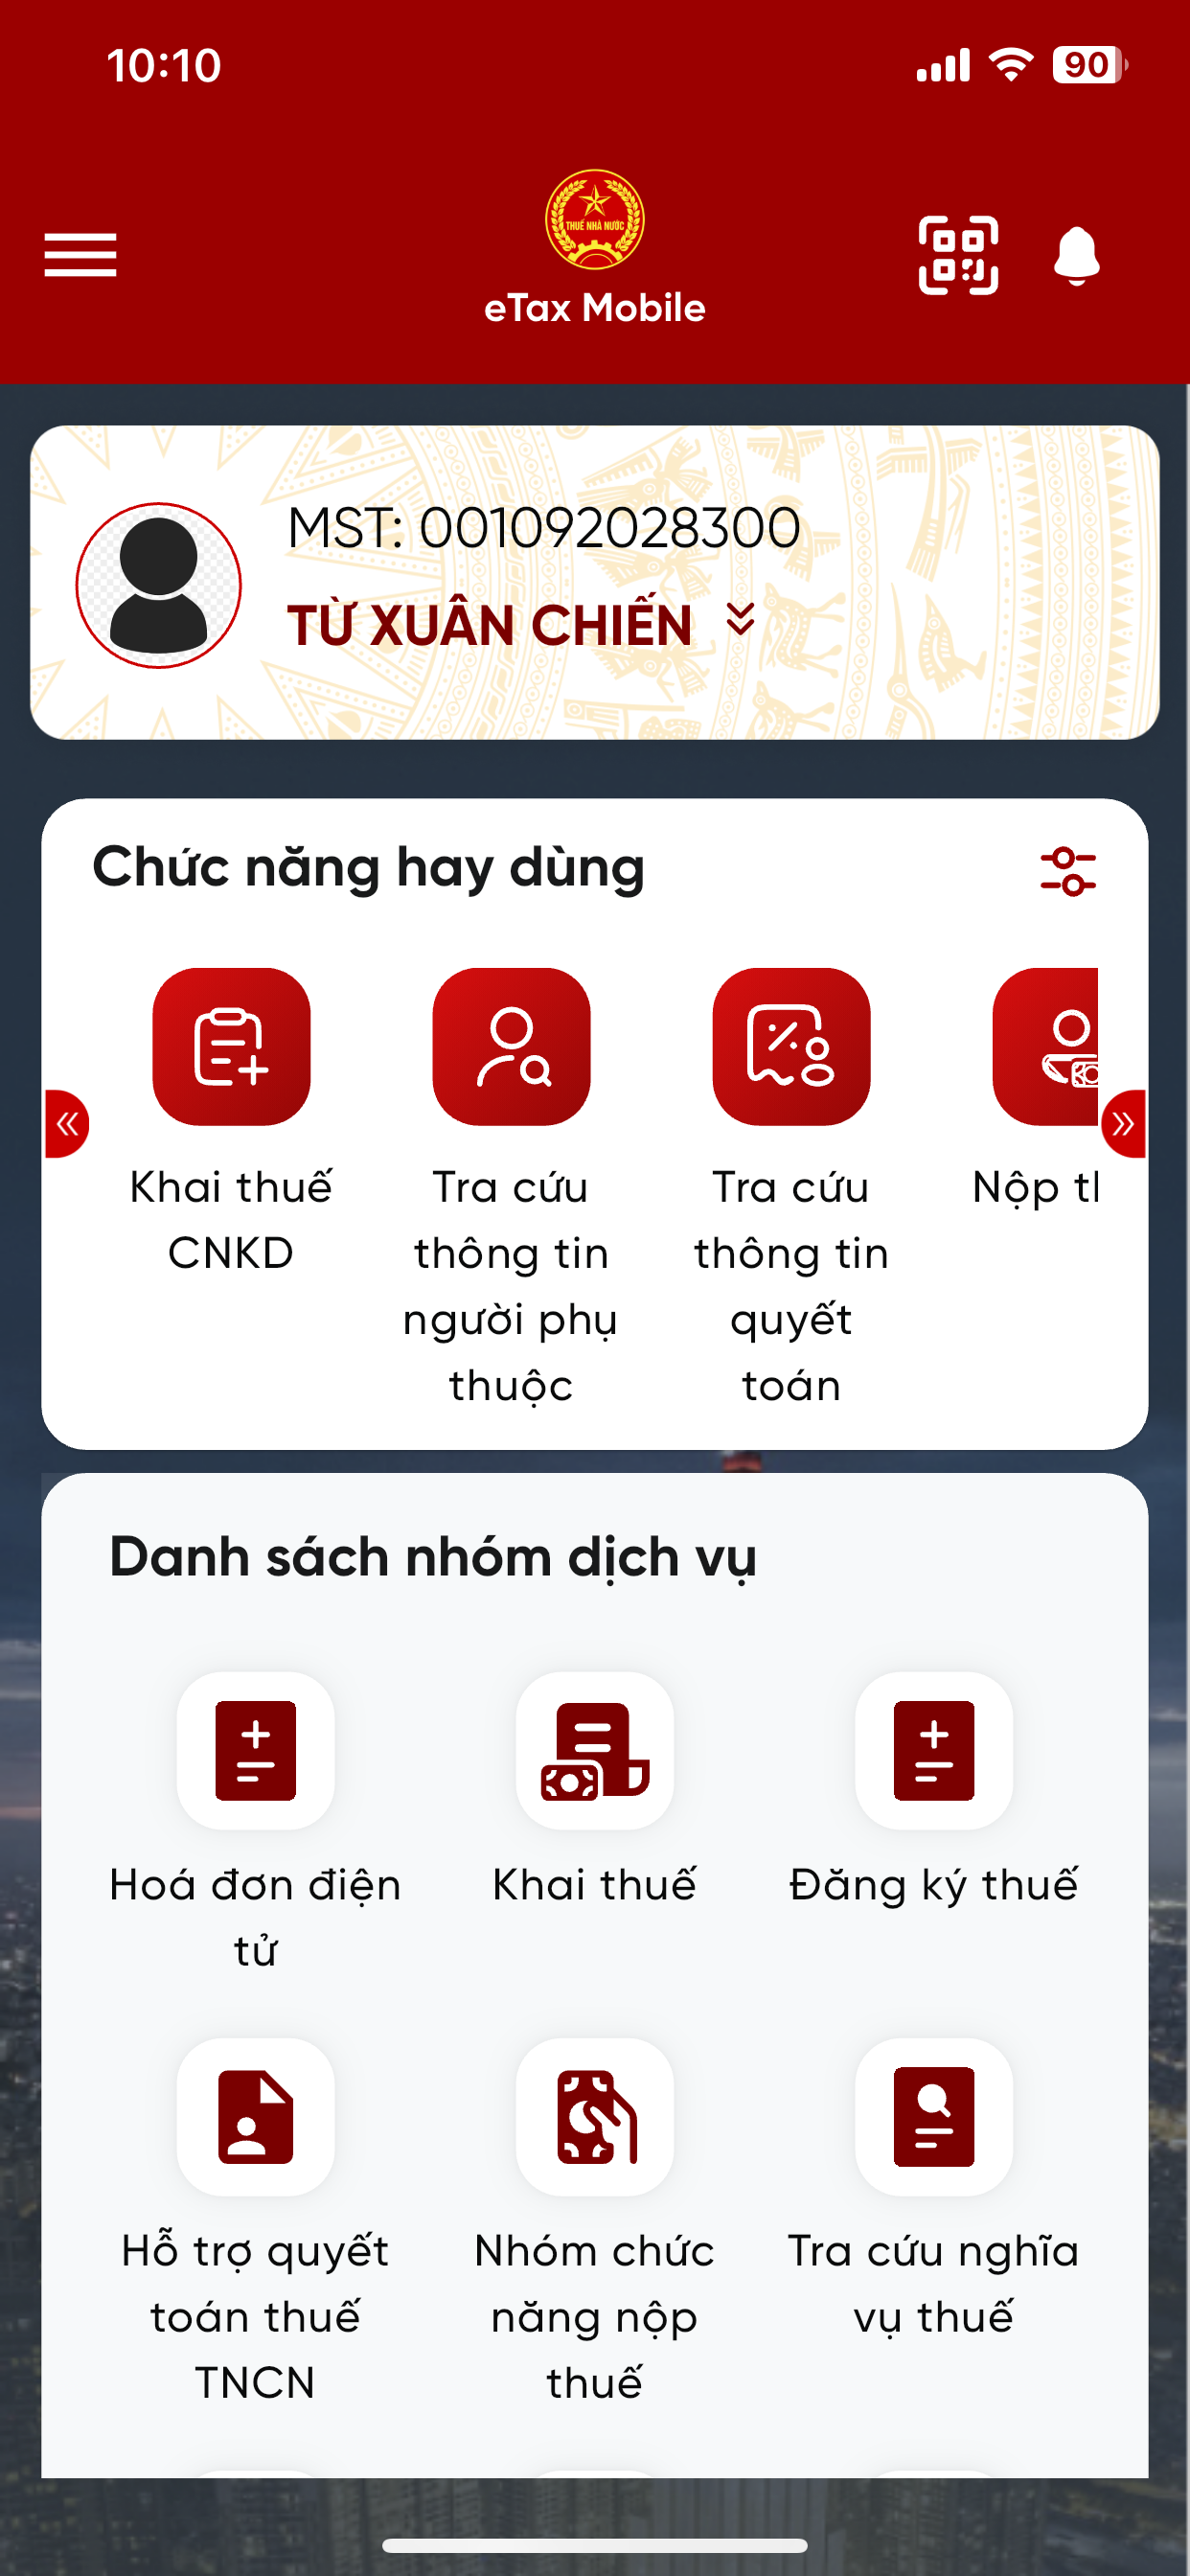 10:10
90
THUẾ NHÀ NƯỚC
eTax Mobile
MST: 001092028300
TỪ XUÂN CHIẾN
Chức năng hay dùng
Khai thuế
CNKD
Tra cứu
thông tin
người phụ
thuộc
Tra cứu
thông tin
quyết
toán
Nộp
Danh sách nhóm dịch vụ
Hoá đơn điện
tử
Khai thuế
Đăng ký thuế
Hỗ trợ quyết
toán thuế
TNCN
Nhóm chức
năng nộp
thuế
Tra cứu nghĩa
vụ thuế